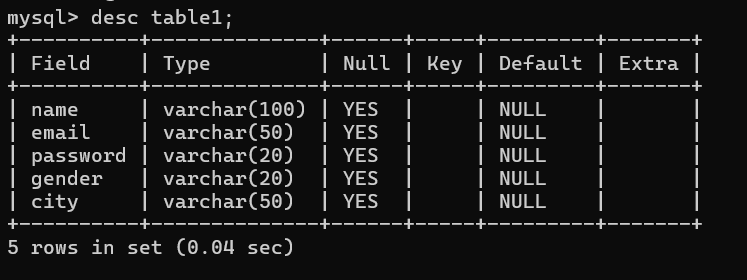 mysql> desc table1;
+----------+--------------+------+-----+---------+-------+
| Field    | Type         | Null | Key | Default | Extra |
+----------+--------------+------+-----+---------+-------+
| name     | varchar(100) | YES  |     | NULL    |       |
| email    | varchar(50)  | YES  |     | NULL    |       |
| password | varchar(20)  | YES  |     | NULL    |       |
| gender   | varchar(20)  | YES  |     | NULL    |       |
| city     | varchar(50)  | YES  |     | NULL    |       |
+----------+--------------+------+-----+---------+-------+
5 rows in set (0.04 sec)